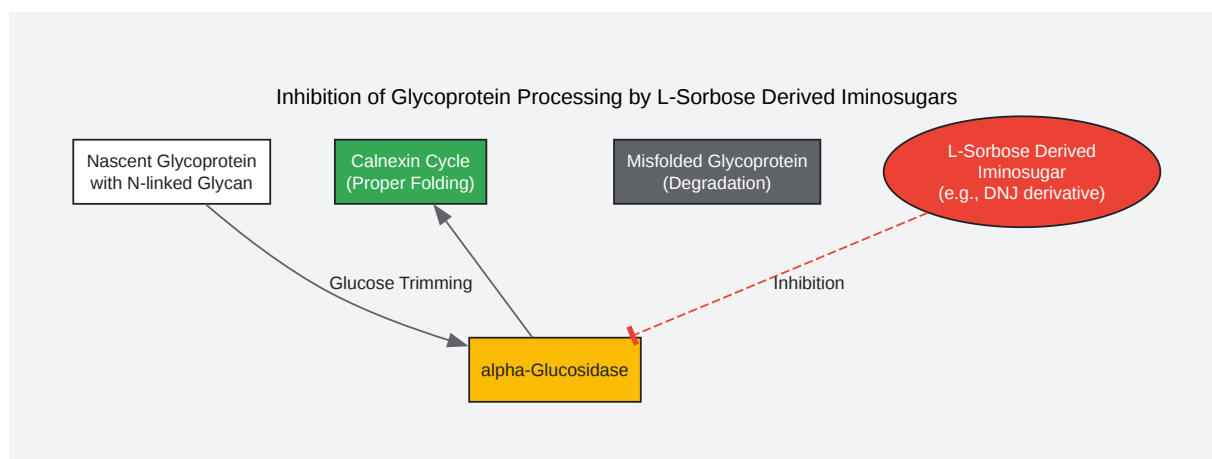 Inhibition of Glycoprotein Processing by L-Sorbose Derived Iminosugars
Nascent Glycoprotein
with N-linked Glycan
Calnexin Cycle
(Proper Folding)
Misfolded Glycoprotein
(Degradation)
L-Sorbose Derived
Iminosugar
(e.g., DNJ derivative)
Glucose Trimming
Inhibition
alpha-Glucosidase